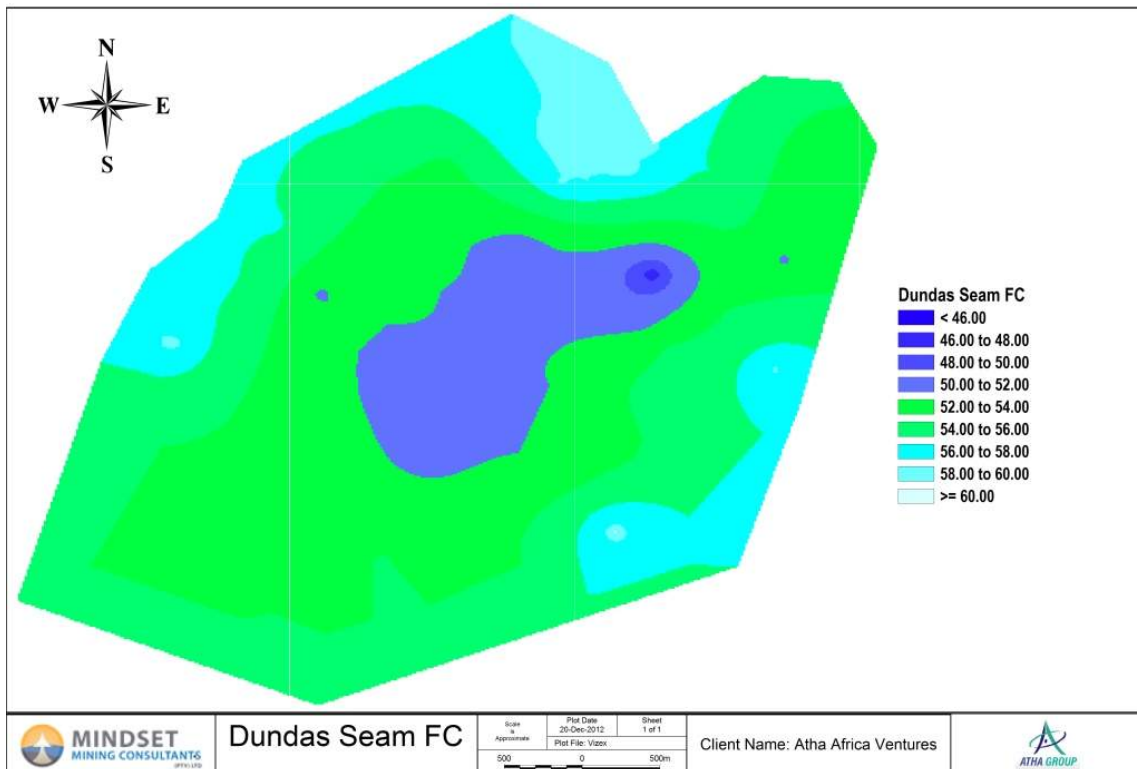 N
W E
S
Dundas Seam FC
< 46.00
46.00 to 48.00
48.00 to 50.00
50.00 to 52.00
52.00 to 54.00
54.00 to 56.00
56.00 to 58.00
58.00 to 60.00
>= 60.00
MINDSET
MINING CONSULTANTS
(PTY) LTD
Dundas Seam FC
Scale
is
Approximate
Plot Date
20-Dec-2012
Sheet
1 of 1
Plot File: Vizex
500 0 500m
Client Name: Atha Africa Ventures
ATHA GROUP